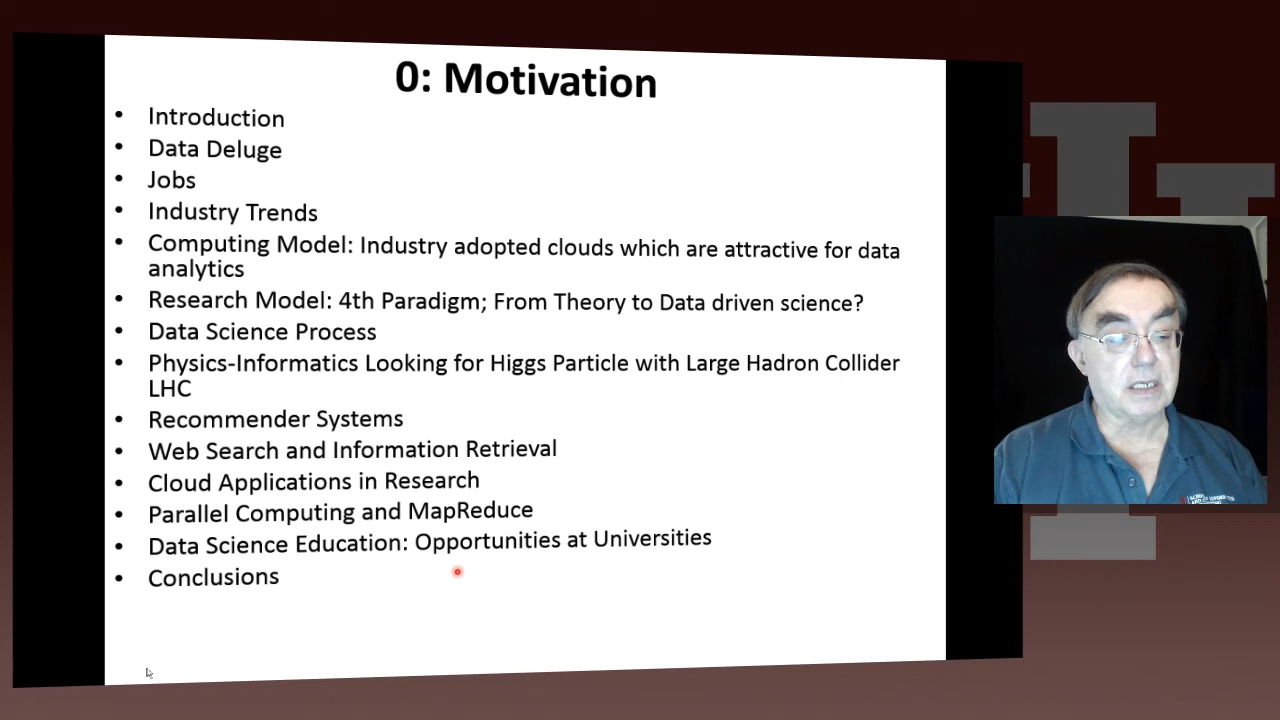 0: Motivation
• Introduction
• Data Deluge
• Jobs
• Industry Trends
• Computing Model: Industry adopted clouds which are attractive for data
analytics
• Research Model: 4th Paradigm; From Theory to Data driven science?
• Data Science Process
• Physics-Informatics Looking for Higgs Particle with Large Hadron Collider
LHC
• Recommender Systems
• Web Search and Information Retrieval
• Cloud Applications in Research
• Parallel Computing and MapReduce
• Data Science Education: Opportunities at Universities
• Conclusions